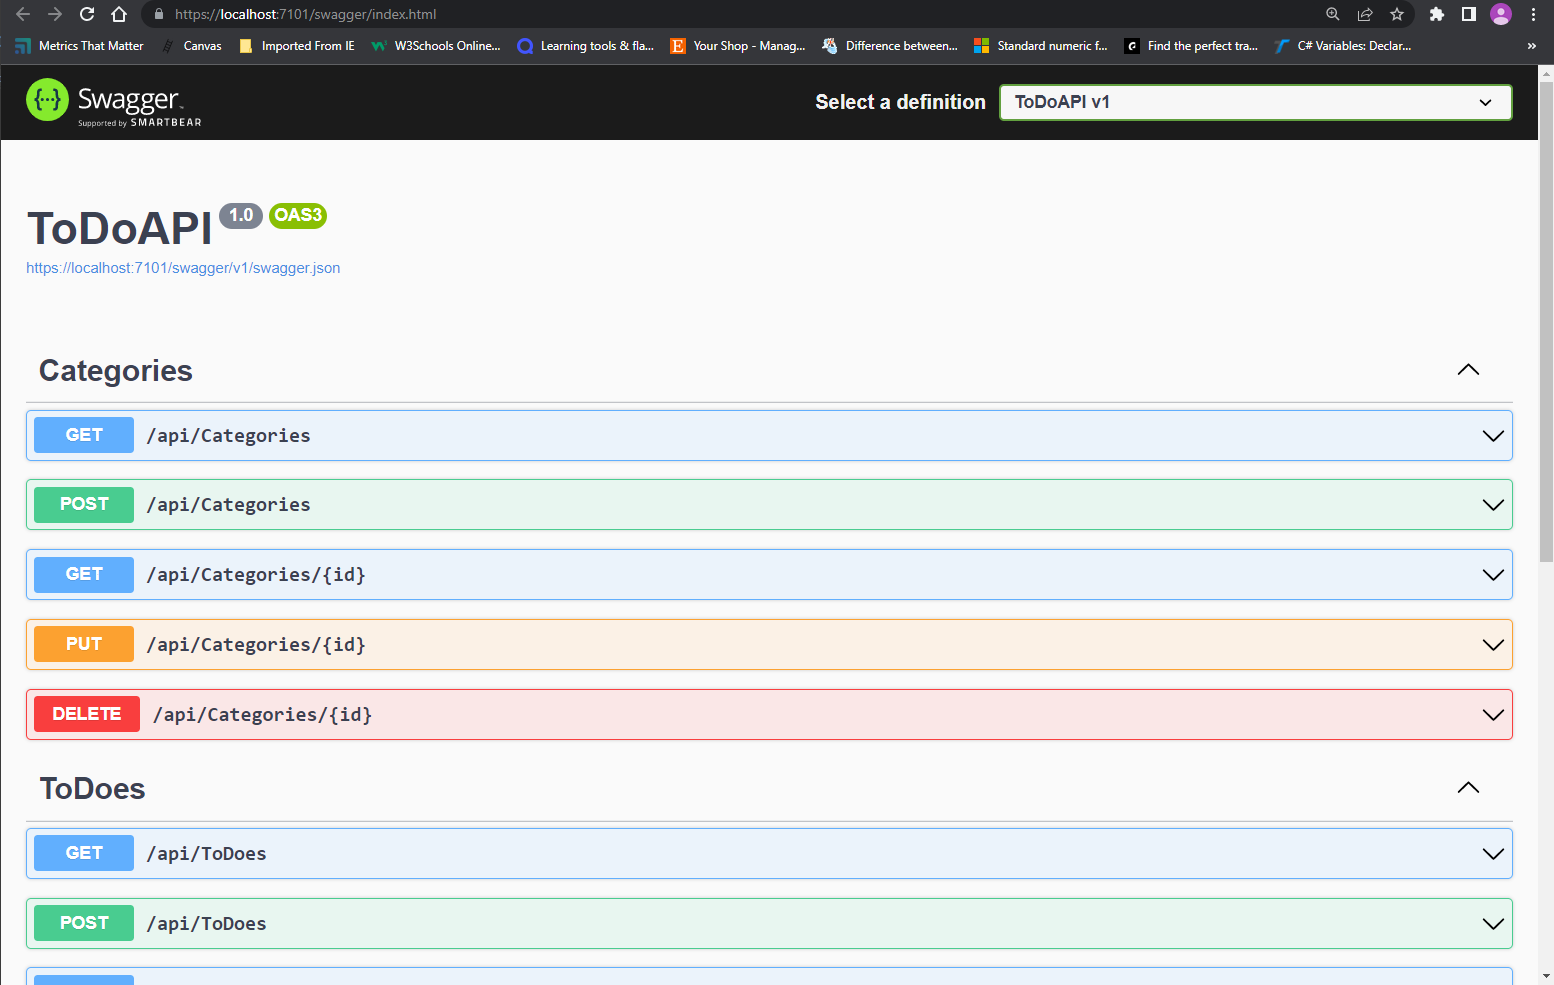 https://localhost:7101/swagger/index.html
Metrics That Matter Canvas Imported From IE W3Schools Online... Learning tools & fla... Your Shop - Manag... Difference between... Standard numeric f... Find the perfect tra... C# Variables: Declar... »
Swagger
Supported by SMARTBEAR
Select a definition ToDoAPI v1
ToDoAPI 1.0 OAS3
https://localhost:7101/swagger/v1/swagger.json
Categories
GET /api/Categories
POST /api/Categories
GET /api/Categories/{id}
PUT /api/Categories/{id}
DELETE /api/Categories/{id}
ToDoes
GET /api/ToDoes
POST /api/ToDoes